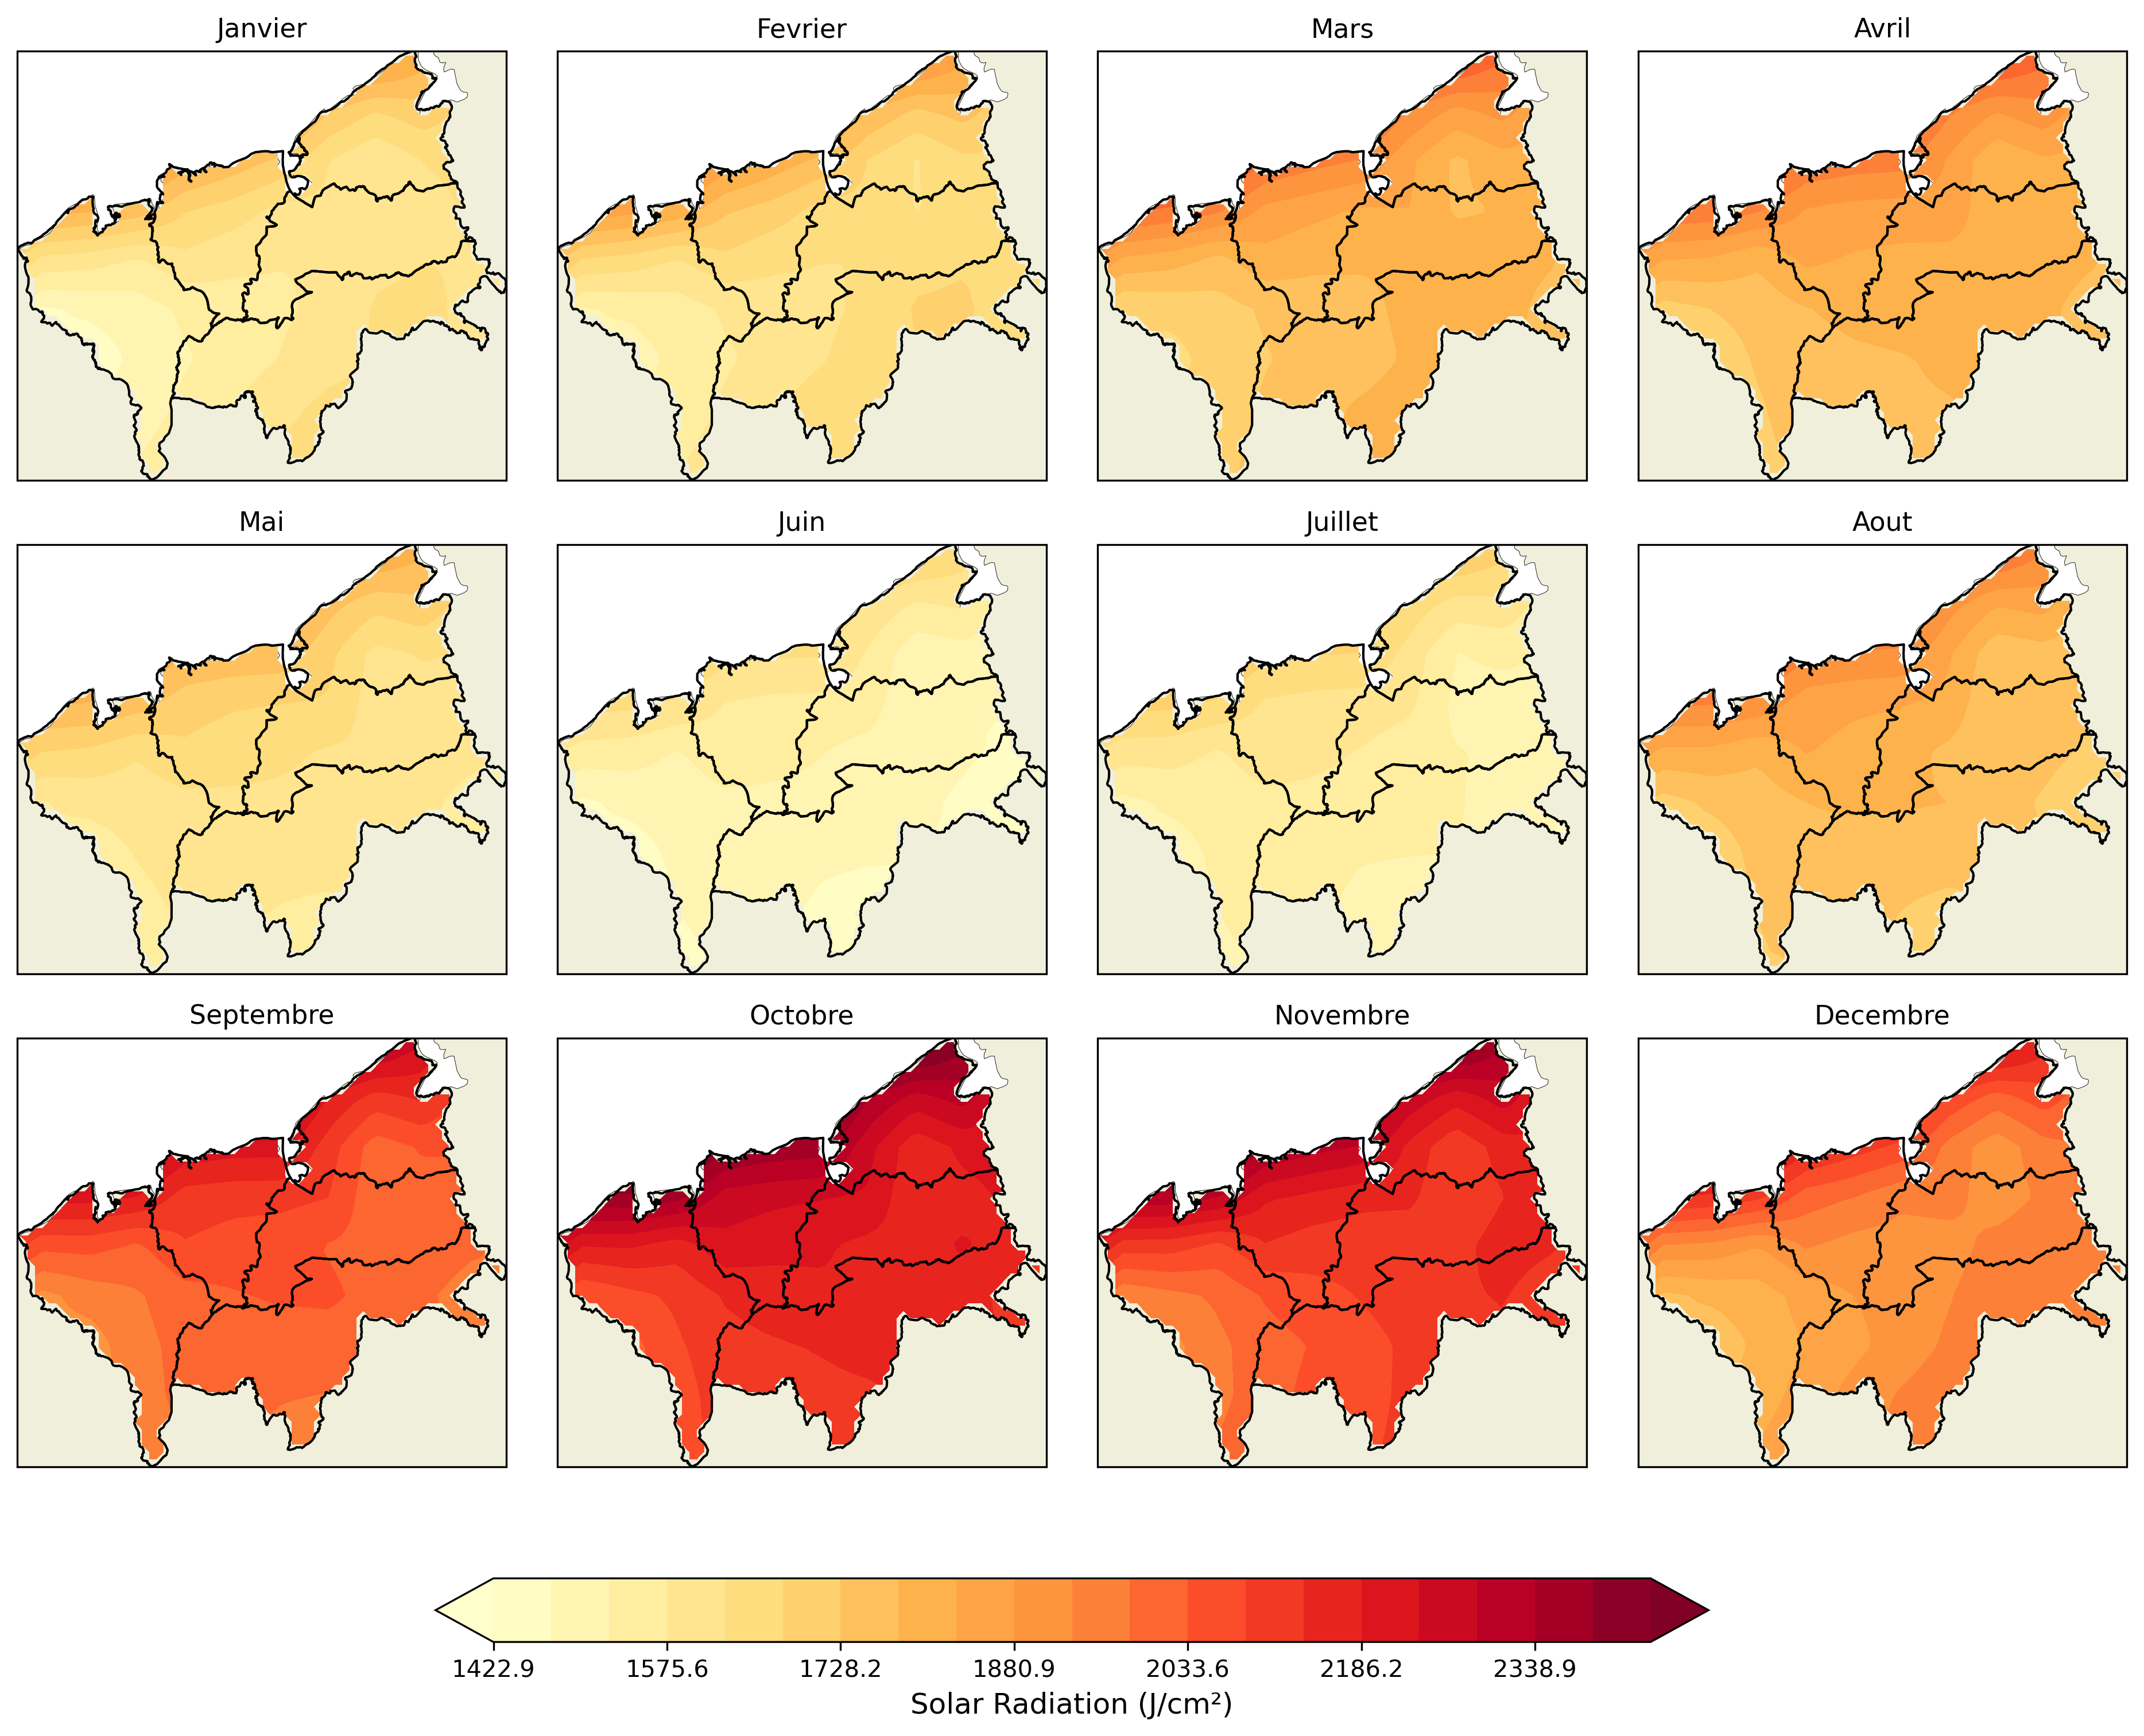 Janvier
Fevrier
Mars
Avril
Mai
Juin
Juillet
Aout
Septembre
Octobre
Novembre
Decembre
1422.9 1575.6 1728.2 1880.9 2033.6 2186.2 2338.9
Solar Radiation (J/cm²)